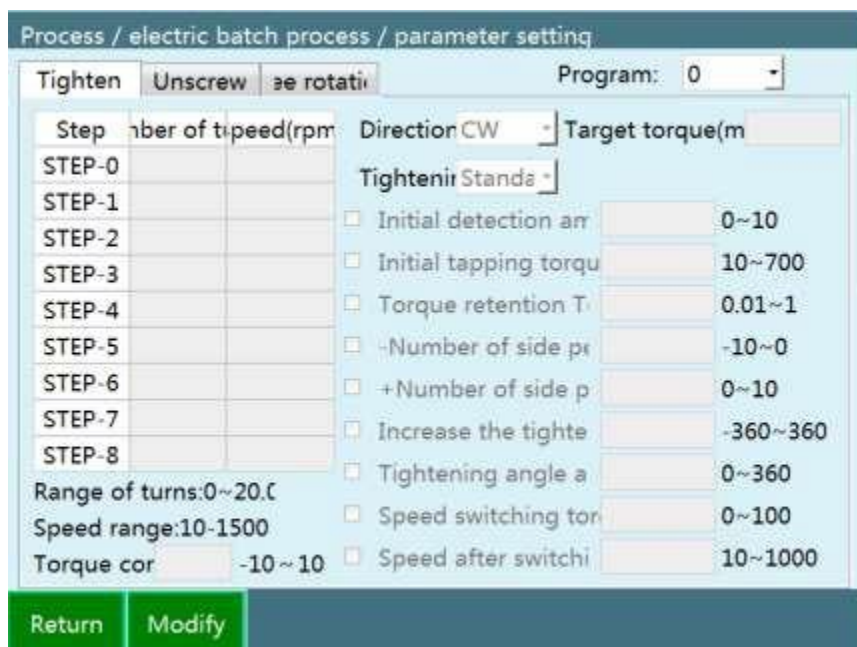 Process / electric batch process / parameter setting
Tighten Unscrew ee rotati Program: 0
Step nber of ti peed(rpm Direction CW Target torque(m
STEP-0 Tightenir Standa
STEP-1 Initial detection am 0~10
STEP-2 Initial tapping torqu 10~700
STEP-3 Torque retention T 0.01~1
STEP-4 -Number of side pe -10~0
STEP-5 +Number of side p 0~10
STEP-6 Increase the tighte -360~360
STEP-7 Tightening angle a 0~360
STEP-8 Speed switching tor 0~100
Range of turns:0~20.0
Speed range:10-1500 Speed after switchi 10~1000
Torque cor -10~10
Return Modify